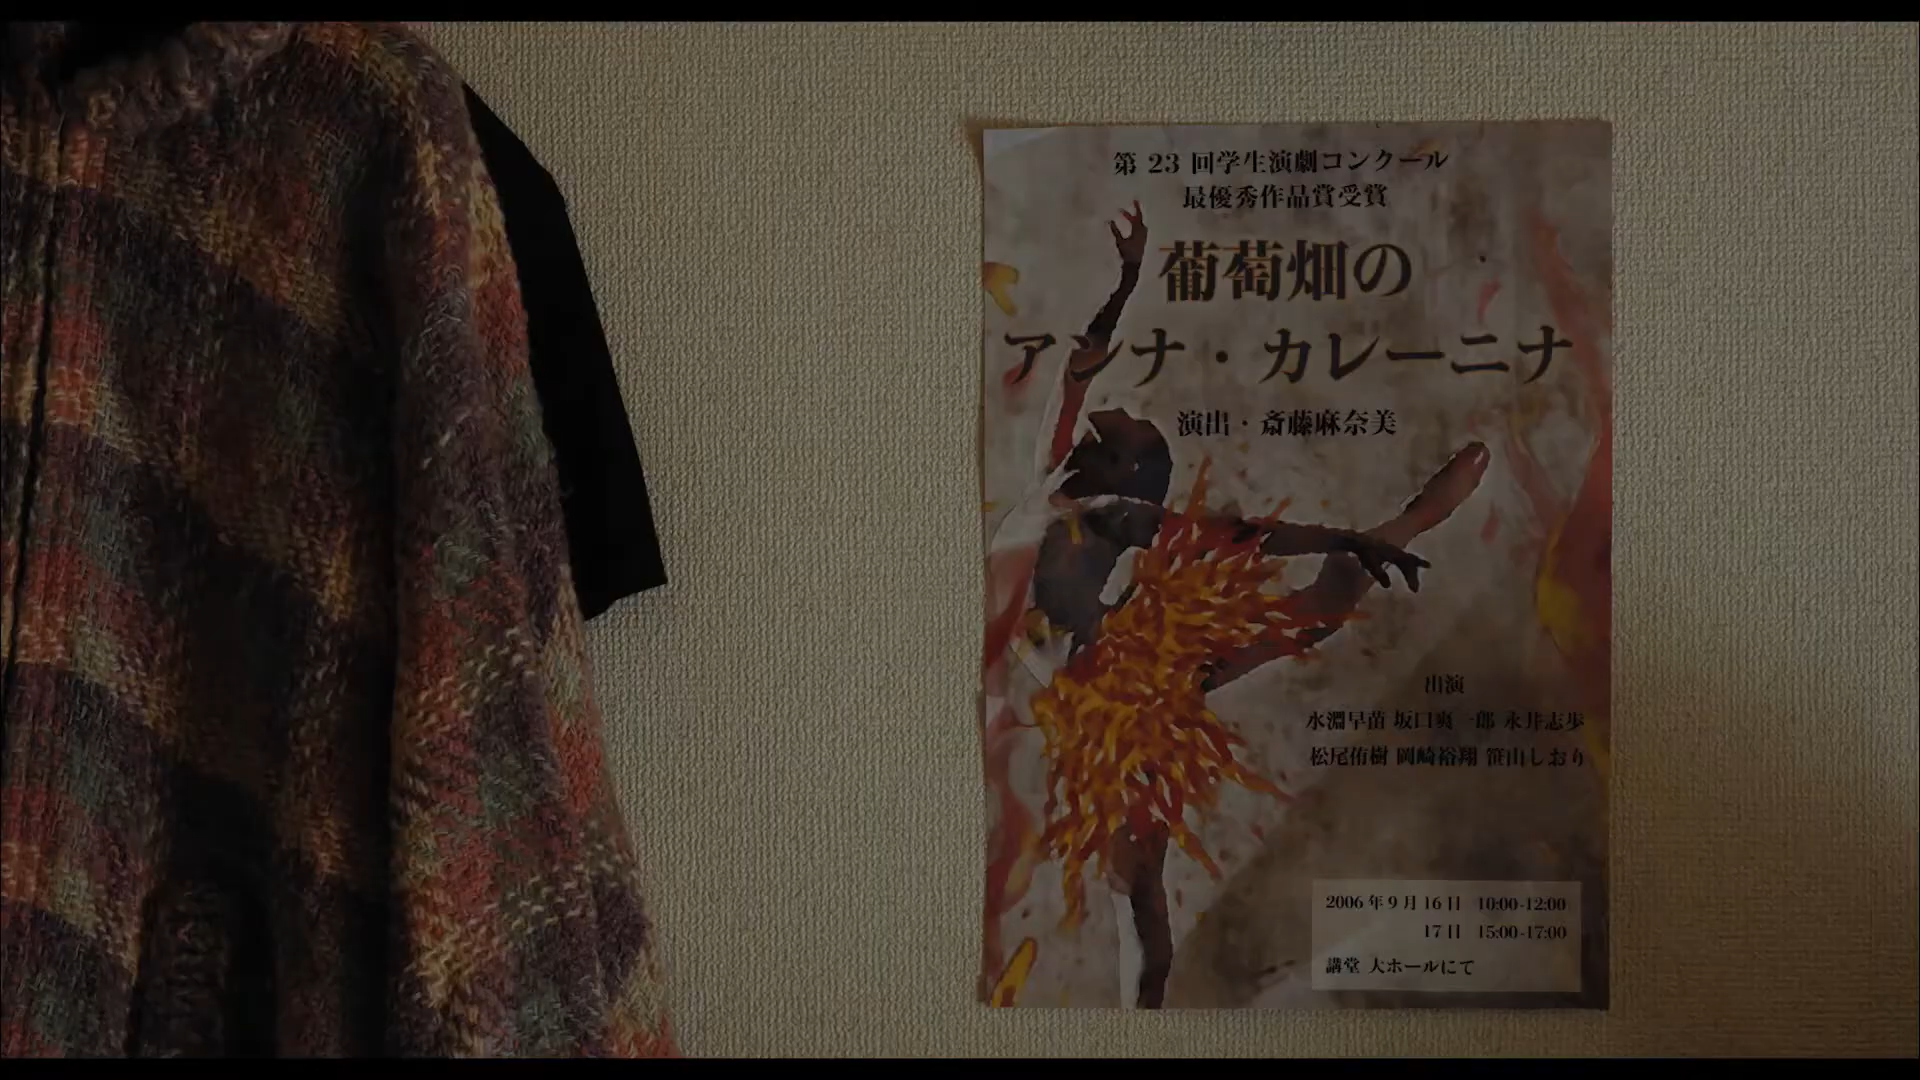 第 23 回学生演劇コンクール
最優秀作品賞受賞
葡萄畑の
アンナ・カレーニナ
演出・斎藤麻奈美
出演
水淵早苗 坂口爽一郎 永井志歩
松尾侑樹 岡崎裕翔 笹山しおり
2006 年 9 月 16 日 10:00-12:00
17 日 15:00-17:00
講堂 大ホールにて